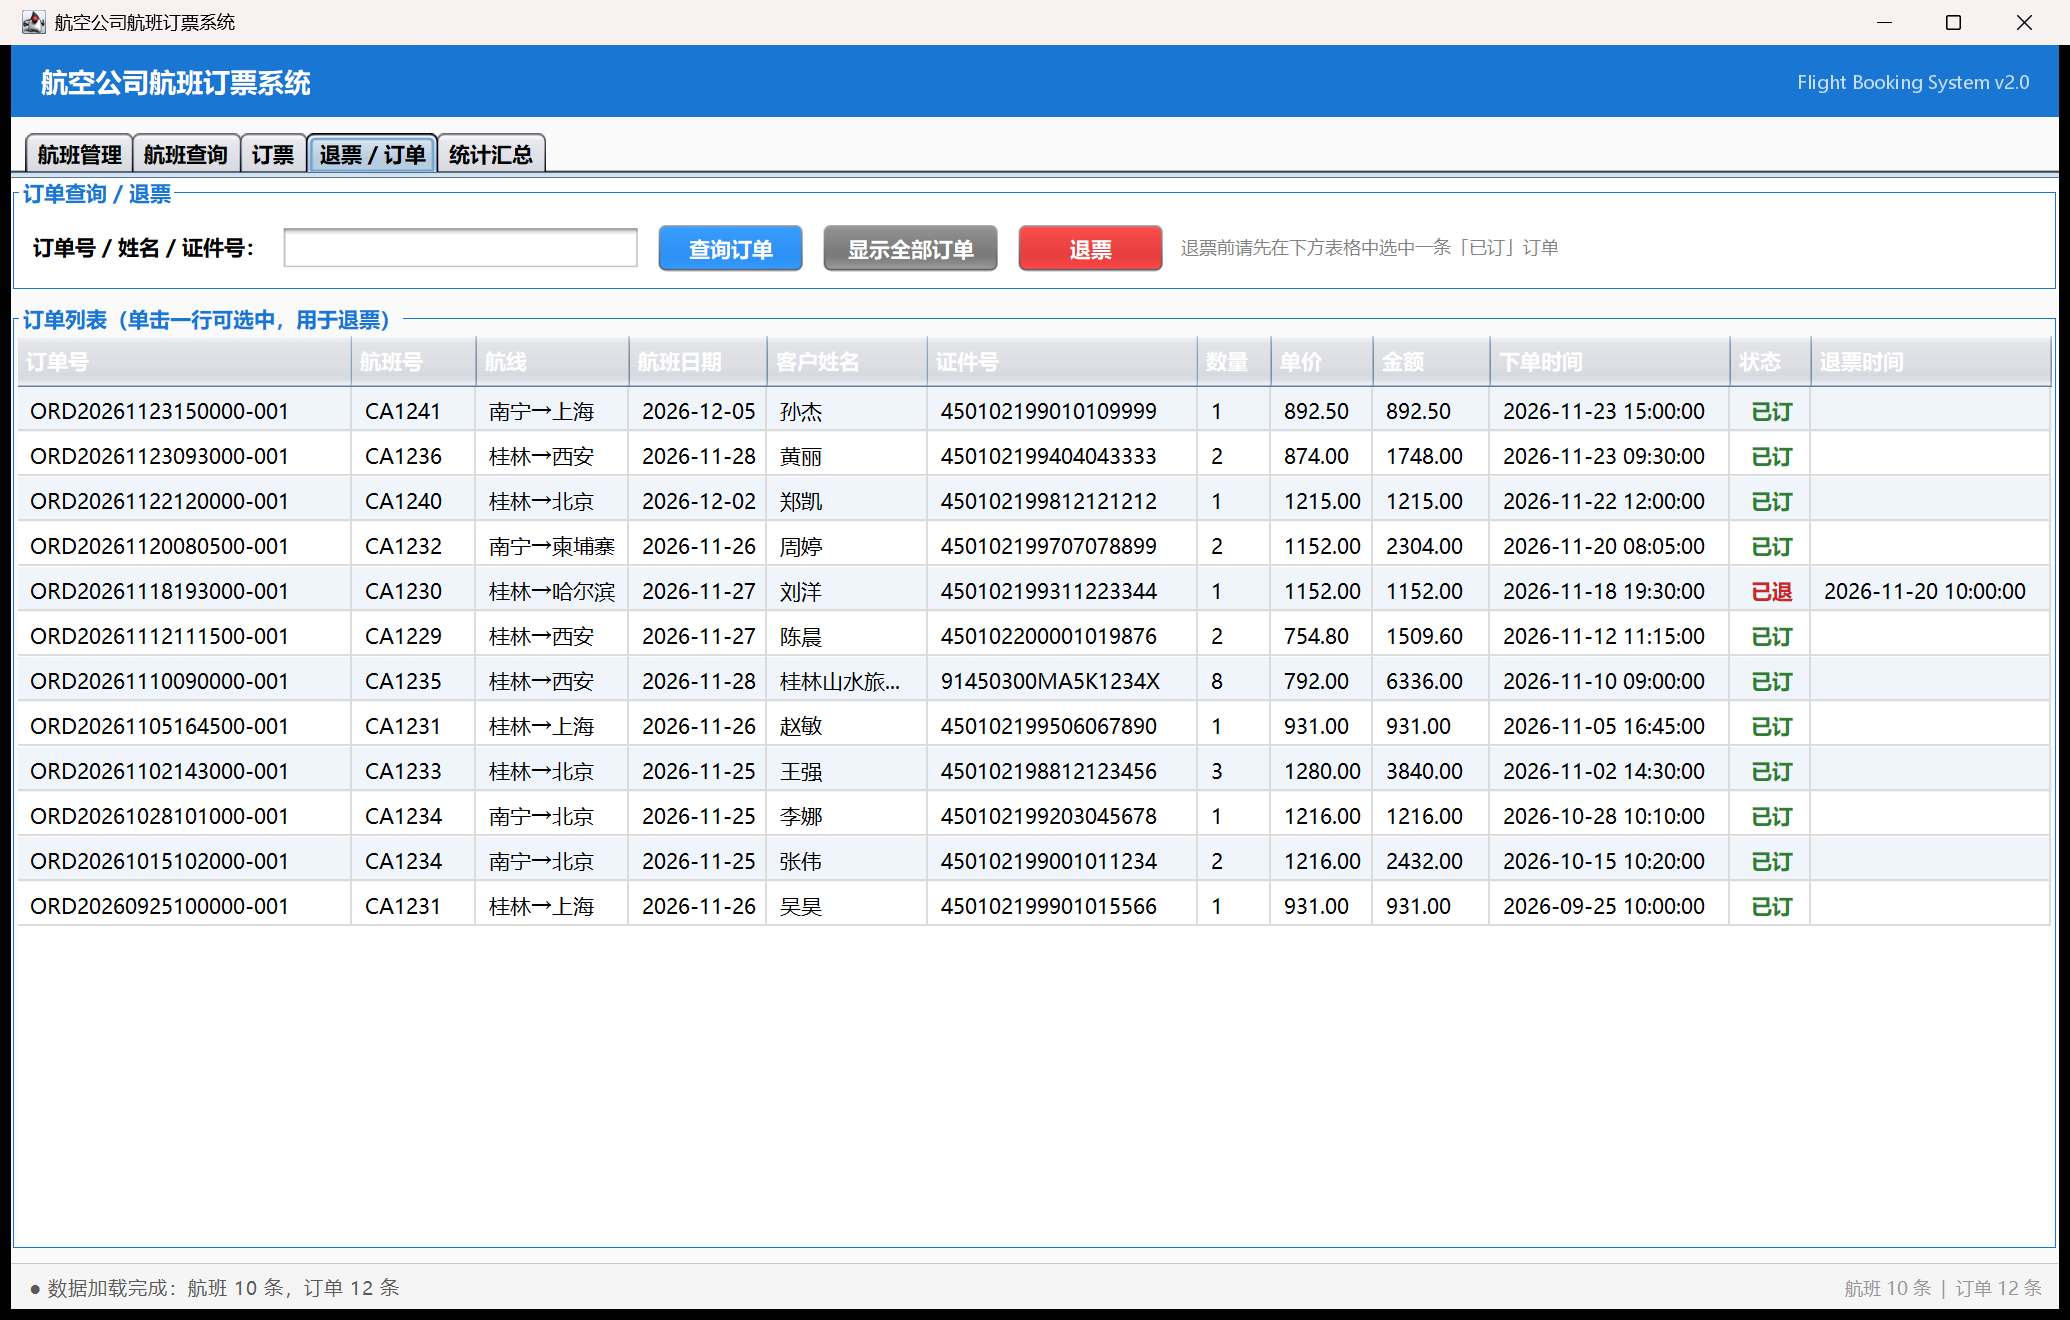 航空公司航班订票系统
航空公司航班订票系统 Flight Booking System v2.0
航班管理 航班查询 订票 退票 / 订单 统计汇总
订单查询 / 退票
订单号 / 姓名 / 证件号： 查询订单 显示全部订单 退票 退票前请先在下方表格中选中一条「已订」订单
订单列表（单击一行可选中，用于退票）
订单号 航班号 航线 航班日期 客户姓名 证件号 数量 单价 金额 下单时间 状态 退票时间
ORD20261123150000-001 CA1241 南宁→上海 2026-12-05 孙杰 450102199010109999 1 892.50 892.50 2026-11-23 15:00:00 已订
ORD20261123093000-001 CA1236 桂林→西安 2026-11-28 黄丽 450102199404043333 2 874.00 1748.00 2026-11-23 09:30:00 已订
ORD20261122120000-001 CA1240 桂林→北京 2026-12-02 郑凯 450102199812121212 1 1215.00 1215.00 2026-11-22 12:00:00 已订
ORD20261120080500-001 CA1232 南宁→柬埔寨 2026-11-26 周婷 450102199707078899 2 1152.00 2304.00 2026-11-20 08:05:00 已订
ORD20261118193000-001 CA1230 桂林→哈尔滨 2026-11-27 刘洋 450102199311223344 1 1152.00 1152.00 2026-11-18 19:30:00 已退 2026-11-20 10:00:00
ORD20261112111500-001 CA1229 桂林→西安 2026-11-27 陈晨 450102200001019876 2 754.80 1509.60 2026-11-12 11:15:00 已订
ORD20261110090000-001 CA1235 桂林→西安 2026-11-28 桂林山水旅... 91450300MA5K1234X 8 792.00 6336.00 2026-11-10 09:00:00 已订
ORD20261105164500-001 CA1231 桂林→上海 2026-11-26 赵敏 450102199506067890 1 931.00 931.00 2026-11-05 16:45:00 已订
ORD20261102143000-001 CA1233 桂林→北京 2026-11-25 王强 450102198812123456 3 1280.00 3840.00 2026-11-02 14:30:00 已订
ORD20261028101000-001 CA1234 南宁→北京 2026-11-25 李娜 450102199203045678 1 1216.00 1216.00 2026-10-28 10:10:00 已订
ORD20261015102000-001 CA1234 南宁→北京 2026-11-25 张伟 450102199001011234 2 1216.00 2432.00 2026-10-15 10:20:00 已订
ORD20260925100000-001 CA1231 桂林→上海 2026-11-26 吴昊 450102199901015566 1 931.00 931.00 2026-09-25 10:00:00 已订
● 数据加载完成：航班 10 条，订单 12 条 航班 10 条 | 订单 12 条